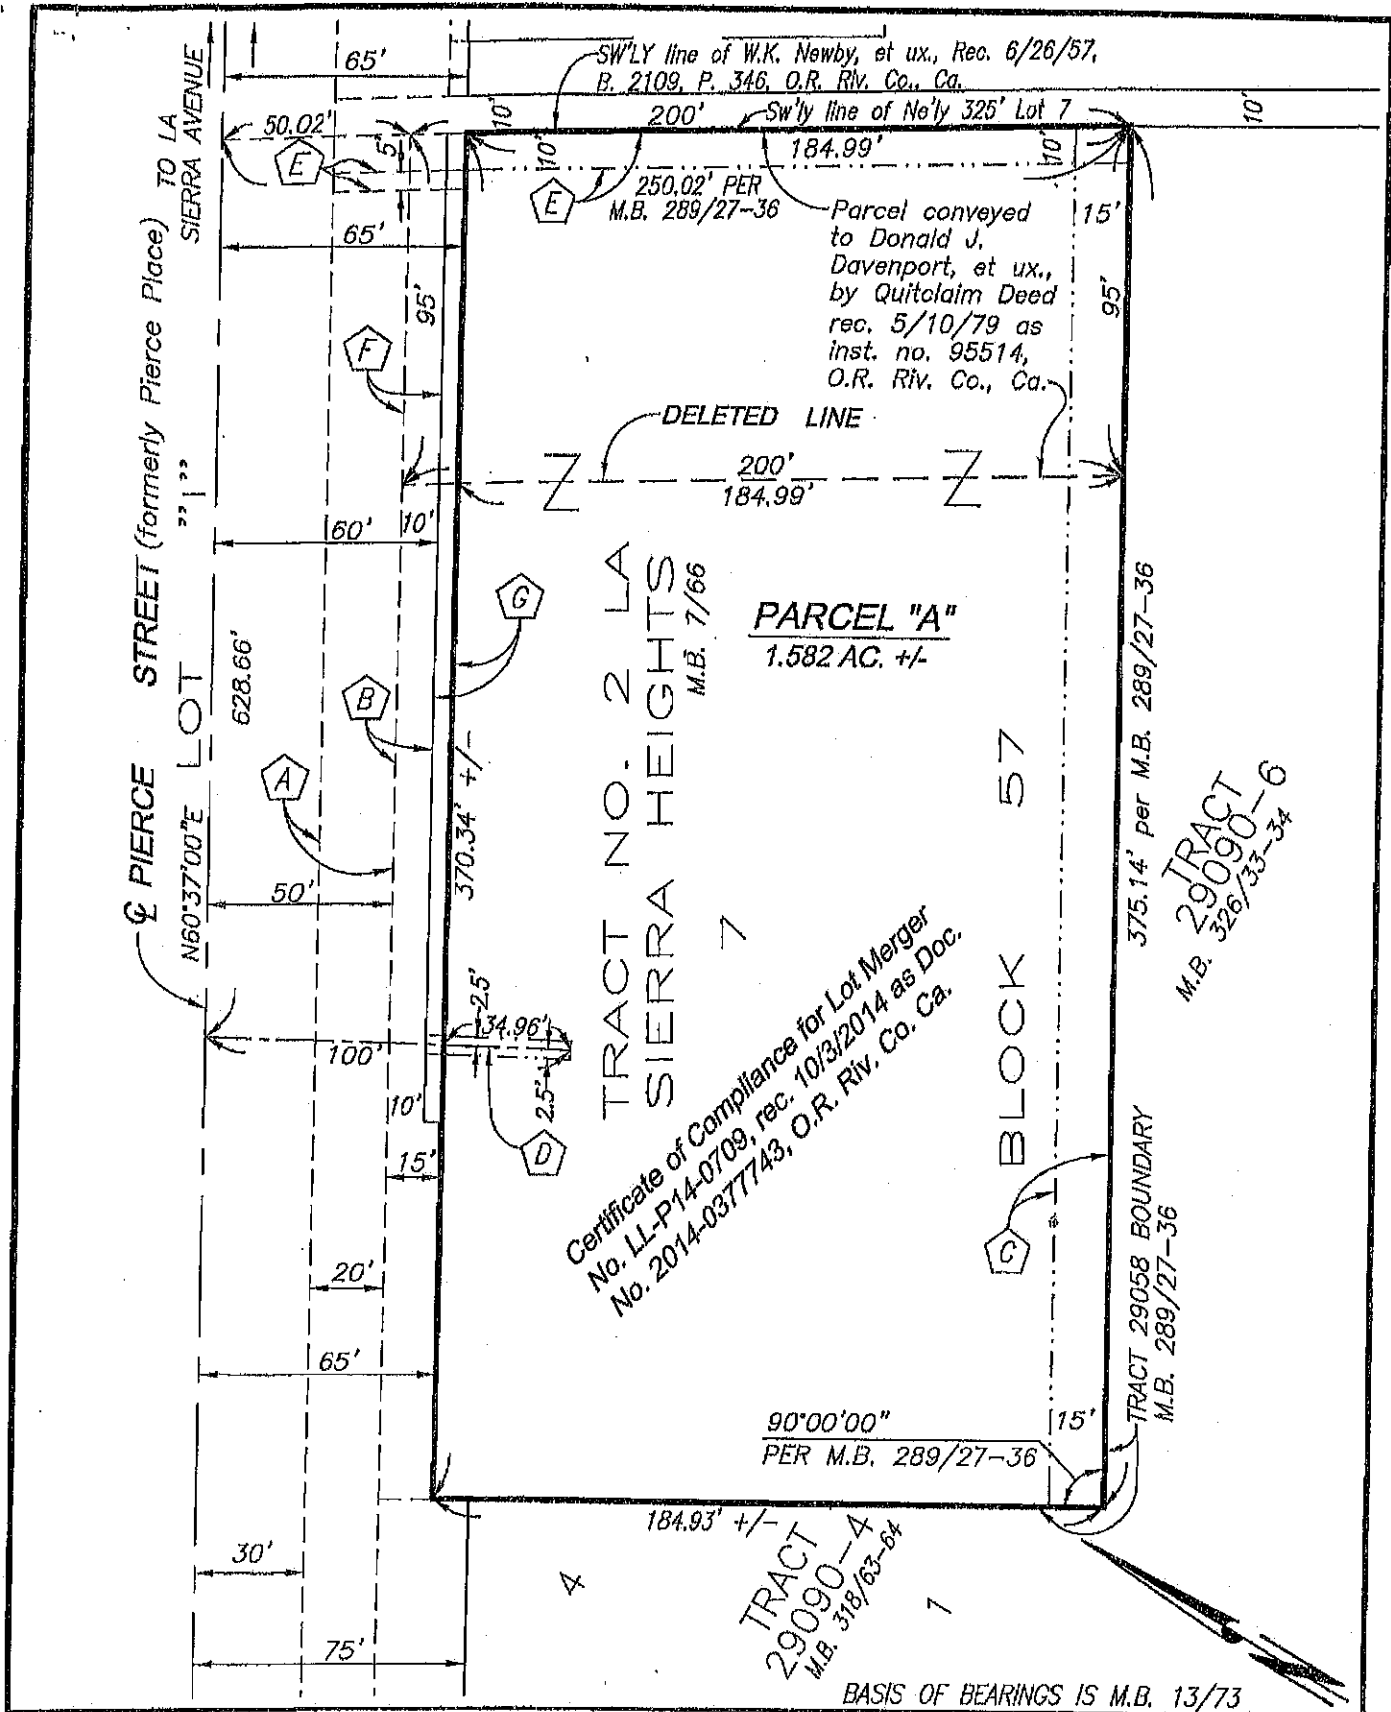 65'
SW'LY line of W.K. Newby, et ux., Rec. 6/26/57,
B. 2109, P. 346, O.R. Riv. Co., Ca.
10'
200'
Sw'ly line of Ne'ly 325' Lot 7
10'
50.02'
5'
10'
184.99'
10'
E
E
250.02' PER
M.B. 289/27-36
TO LA
SIERRA AVENUE
65'
Parcel conveyed
to Donald J.
Davenport, et ux.,
by Quitclaim Deed
rec. 5/10/79 as
inst. no. 95514,
O.R. Riv. Co., Ca.
15'
95'
95'
F
DELETED LINE
200'
184.99'
Z
Z
60'
10'
G
℄ PIERCE STREET (formerly Pierce Place)
N60°37'00"E
LOT "1"
628.66'
TRACT NO. 2 LA
SIERRA HEIGHTS
M.B. 7/66
PARCEL "A"
1.582 AC. +/-
B
A
370.34' +/-
50'
7
BLOCK 57
375.14' per M.B. 289/27-36
TRACT
29090-6
M.B. 326/33-34
2.5'
34.96'
100'
2.5'
10'
D
15'
Certificate of Compliance for Lot Merger
No. LL-P14-0709, rec. 10/3/2014 as Doc.
No. 2014-0377743, O.R. Riv. Co. Ca.
C
TRACT 29058 BOUNDARY
M.B. 289/27-36
20'
65'
90°00'00"
PER M.B. 289/27-36
15'
184.93' +/-
30'
4
TRACT
29090-4
M.B. 318/63-64
1
75'
BASIS OF BEARINGS IS M.B. 13/73